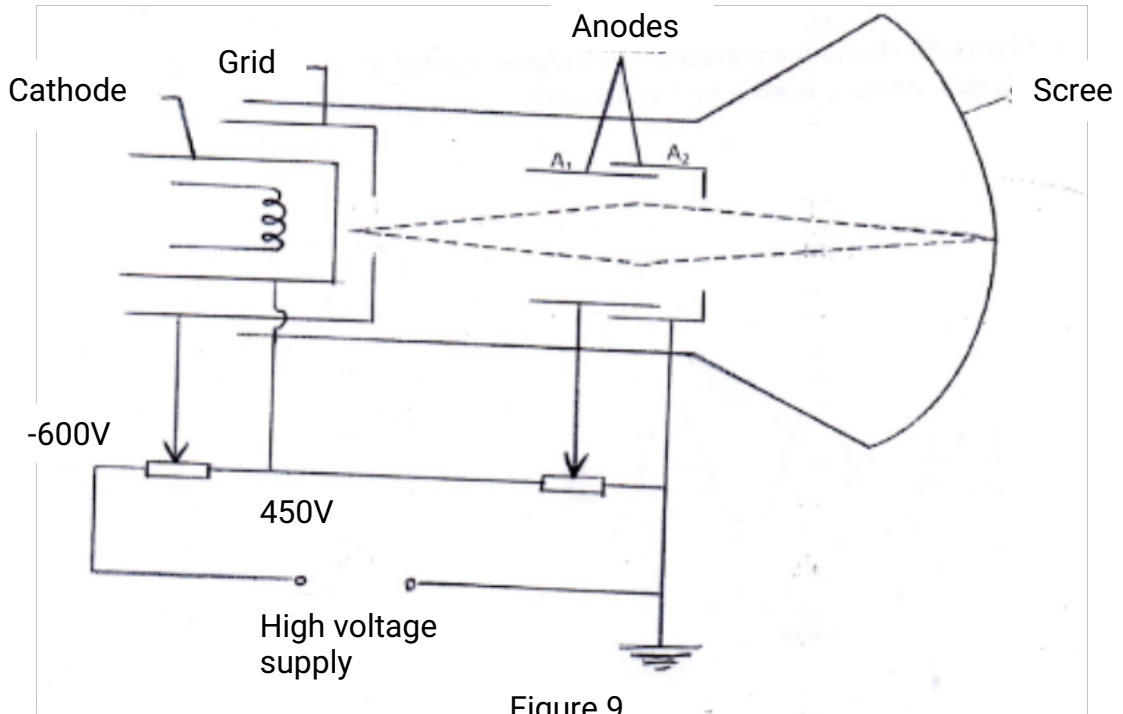 Anodes
Grid
Cathode
Scree
A₁
A₂
-600V
450V
High voltage
supply
Figure 9